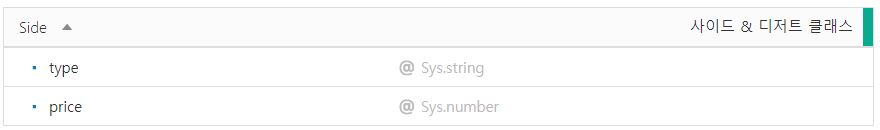 Side 사이드 & 디저트 클래스
type @ Sys.string
price @ Sys.number